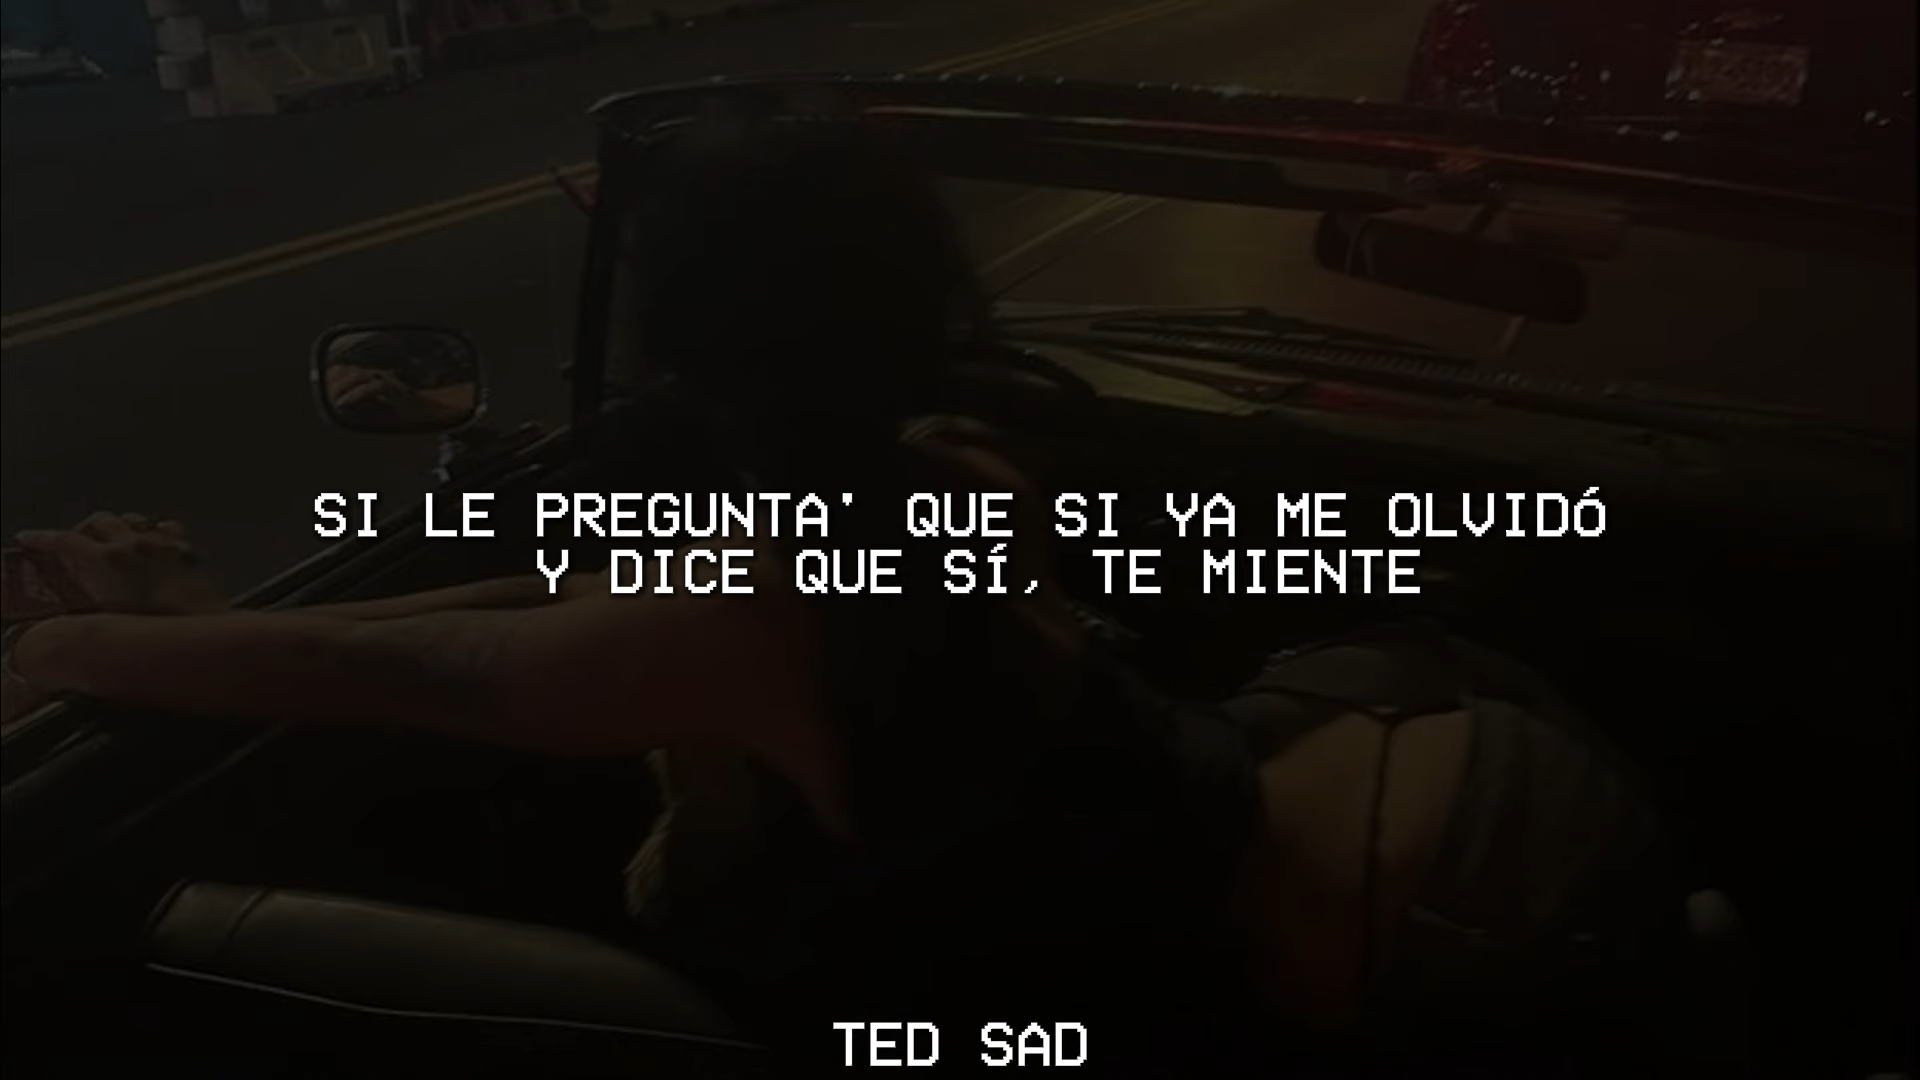 SI LE PREGUNTA' QUE SI YA ME OLVIDÓ
Y DICE QUE SÍ, TE MIENTE
TED SAD